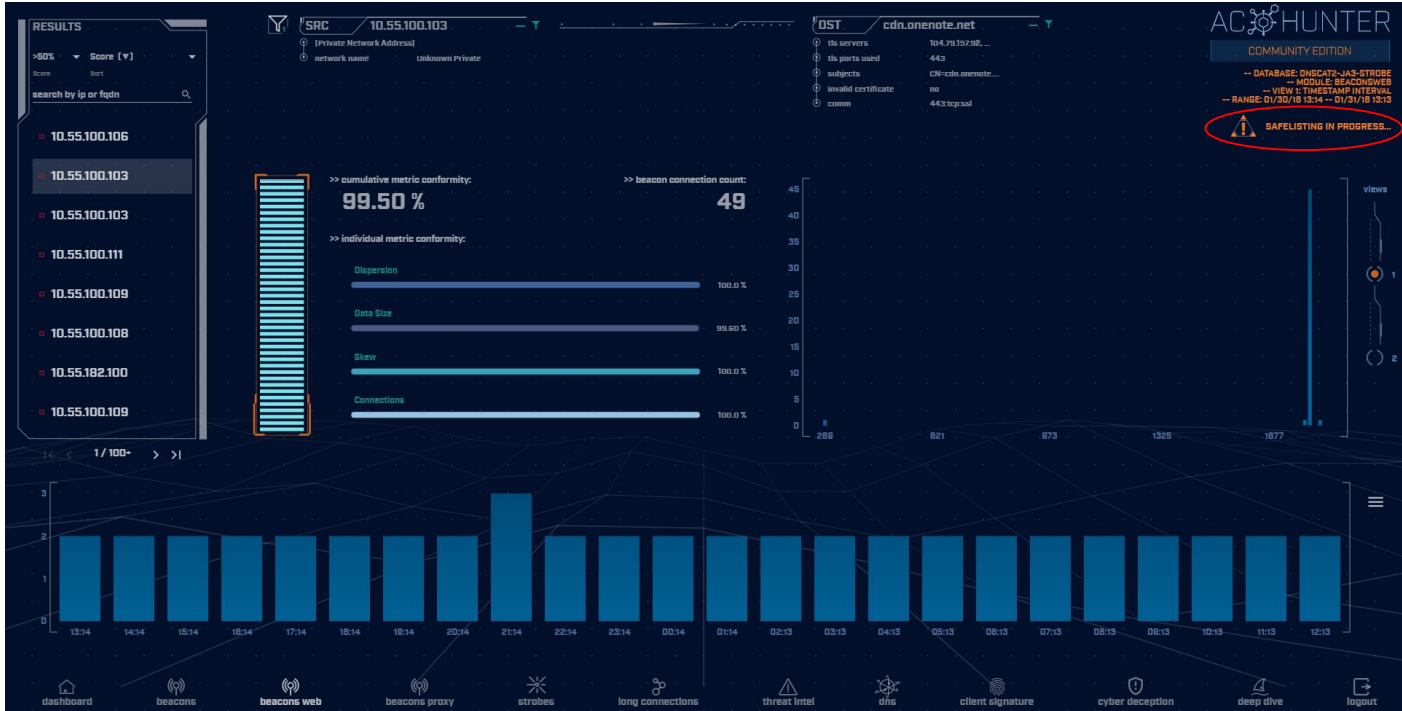 RESULTS
>50% Score [▼]
Score Sort
search by ip or fqdn
10.55.100.106
10.55.100.103
10.55.100.103
10.55.100.111
10.55.100.109
10.55.100.108
10.55.182.100
10.55.100.109
1 / 100+
SRC 10.55.100.103
[Private Network Address]
network name Unknown Private
DST cdn.onenote.net
tls servers 104.79.157.92, ...
tls ports used 443
subjects CN=cdn.onenote....
invalid certificate no
comm 443:tcp:ssl
AC HUNTER
COMMUNITY EDITION
-- DATABASE: DNSCAT2-JA3-STROBE
-- MODULE: BEACONSWEB
-- VIEW 1: TIMESTAMP INTERVAL
-- RANGE: 01/30/18 13:14 -- 01/31/18 13:13
SAFELISTING IN PROGRESS...
>> cumulative metric conformity:
99.50 %
>> beacon connection count:
49
>> individual metric conformity:
Dispersion
100.0 %
Data Size
99.60 %
Skew
100.0 %
Connections
100.0 %
45
40
35
30
25
20
15
10
5
0
269 621 973 1325 1677
views
1
2
3
2
1
0
13:14 14:14 15:14 16:14 17:14 18:14 19:14 20:14 21:14 22:14 23:14 00:14 01:14 02:13 03:13 04:13 05:13 06:13 07:13 08:13 09:13 10:13 11:13 12:13
dashboard beacons beacons web beacons proxy strobes long connections threat intel dns client signature cyber deception deep dive logout